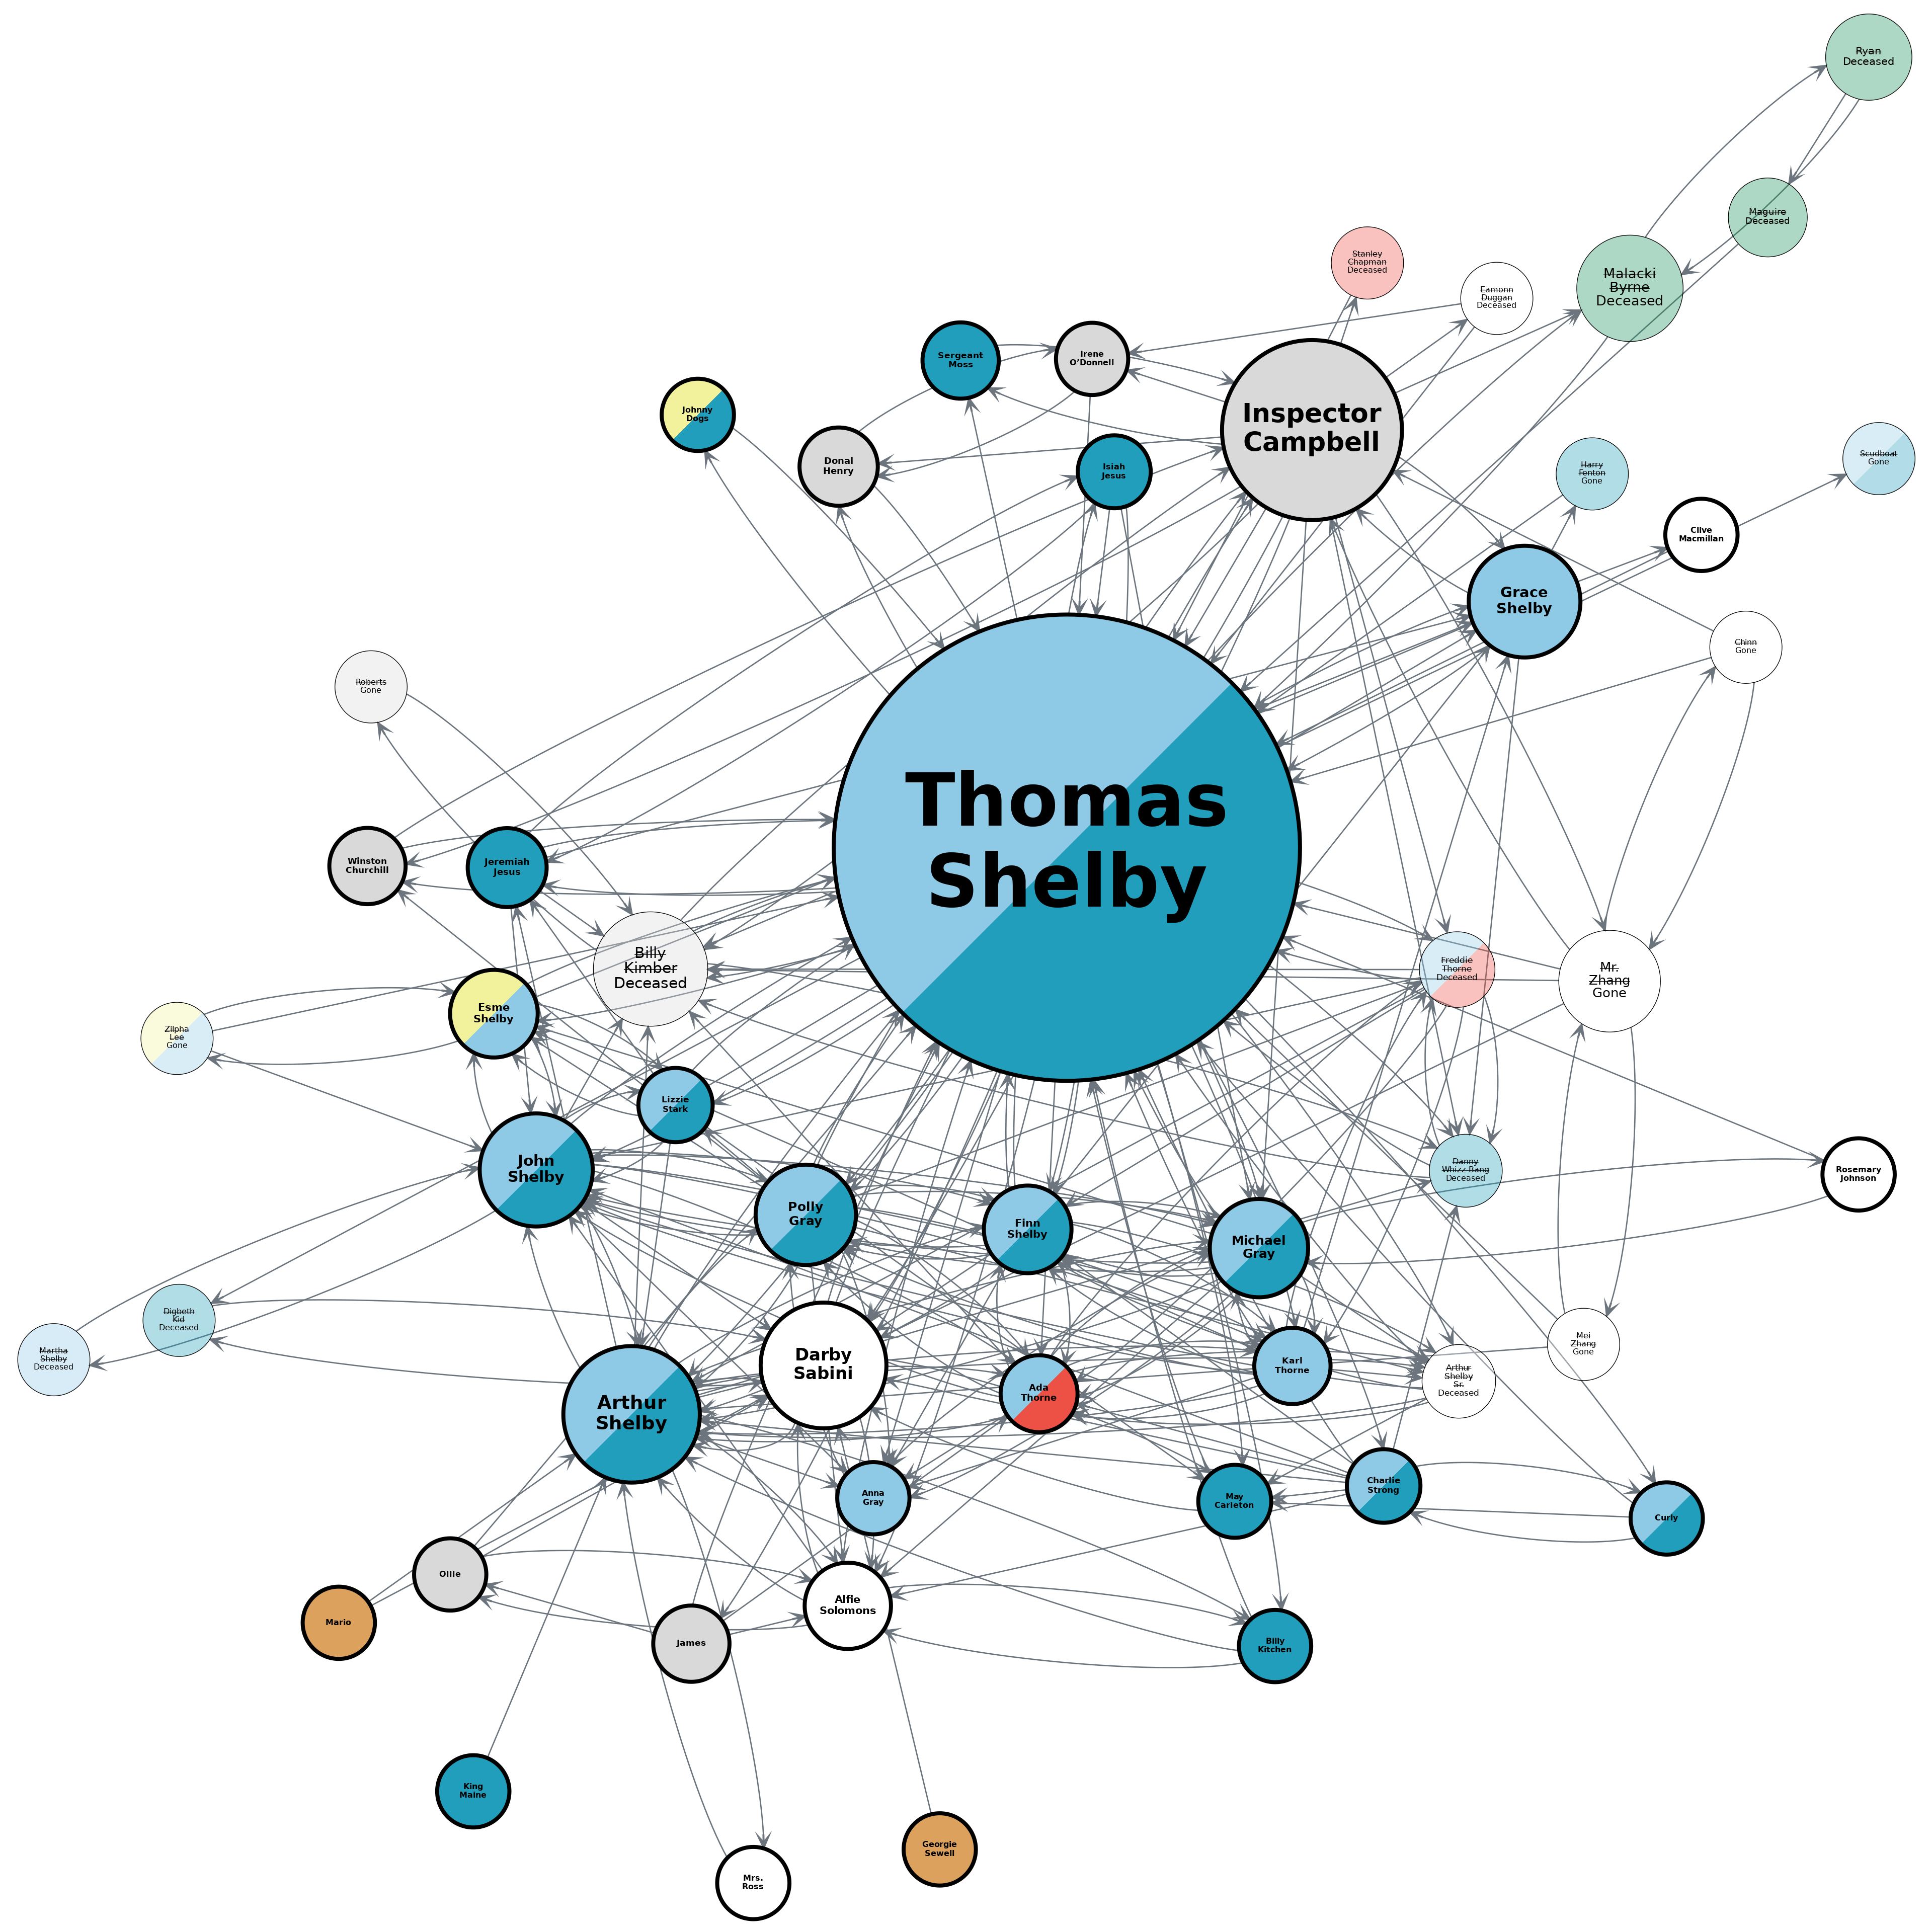 Ryan
Deceased
Maguire
Deceased
Stanley
Chapman
Deceased
Eamonn
Duggan
Deceased
Malacki
Byrne
Deceased
Sergeant
Moss
Irene
O’Donnell
Johnny
Dogs
Inspector
Campbell
Donal
Henry
Isiah
Jesus
Harry
Fenton
Gone
Scudboat
Gone
Clive
Macmillan
Grace
Shelby
Chinn
Gone
Roberts
Gone
Thomas
Shelby
Winston
Churchill
Jeremiah
Jesus
Billy
Kimber
Deceased
Freddie
Thorne
Deceased
Mr.
Zhang
Gone
Esme
Shelby
Zilpha
Lee
Gone
Lizzie
Stark
John
Shelby
Danny
Whizz-Bang
Deceased
Rosemary
Johnson
Polly
Gray
Finn
Shelby
Michael
Gray
Digbeth
Kid
Deceased
Martha
Shelby
Deceased
Mei
Zhang
Gone
Darby
Sabini
Karl
Thorne
Arthur
Shelby
Sr.
Deceased
Ada
Thorne
Arthur
Shelby
Anna
Gray
May
Carleton
Charlie
Strong
Curly
Ollie
Alfie
Solomons
Mario
James
Billy
Kitchen
King
Maine
Georgie
Sewell
Mrs.
Ross